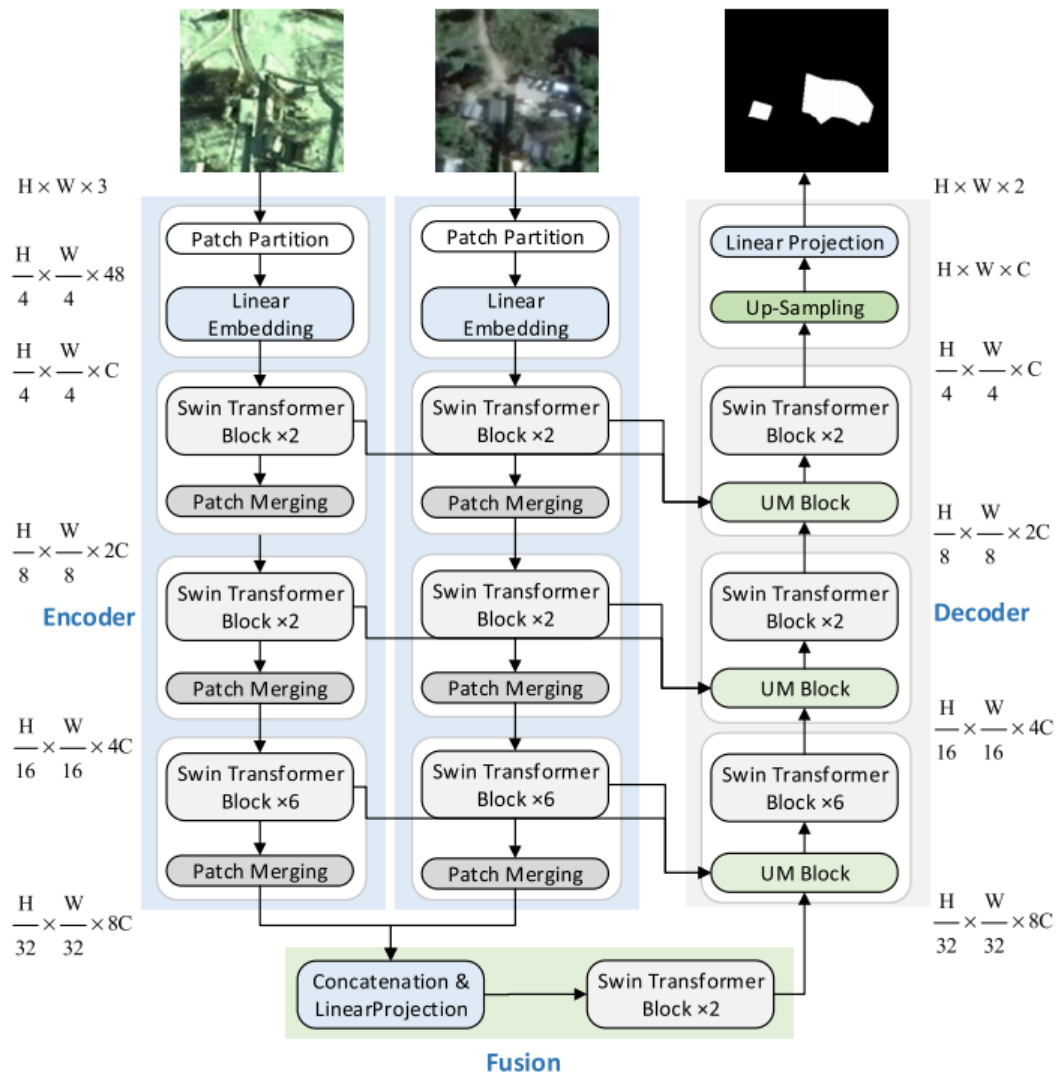 H × W × 3
H/4 × W/4 × 48
H/4 × W/4 × C
H/8 × W/8 × 2C
Encoder
H/16 × W/16 × 4C
H/32 × W/32 × 8C
Patch Partition
Linear
Embedding
Swin Transformer
Block ×2
Patch Merging
Swin Transformer
Block ×2
Patch Merging
Swin Transformer
Block ×6
Patch Merging
Patch Partition
Linear
Embedding
Swin Transformer
Block ×2
Patch Merging
Swin Transformer
Block ×2
Patch Merging
Swin Transformer
Block ×6
Patch Merging
Concatenation &
LinearProjection
Swin Transformer
Block ×2
Fusion
Linear Projection
Up-Sampling
Swin Transformer
Block ×2
UM Block
Swin Transformer
Block ×2
UM Block
Swin Transformer
Block ×6
UM Block
H × W × 2
H × W × C
H/4 × W/4 × C
H/8 × W/8 × 2C
Decoder
H/16 × W/16 × 4C
H/32 × W/32 × 8C